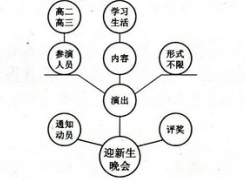 高二
高三
学习
生活
参演
人员
内容
形式
不限
演出
通知
动员
评奖
迎新生
晚会